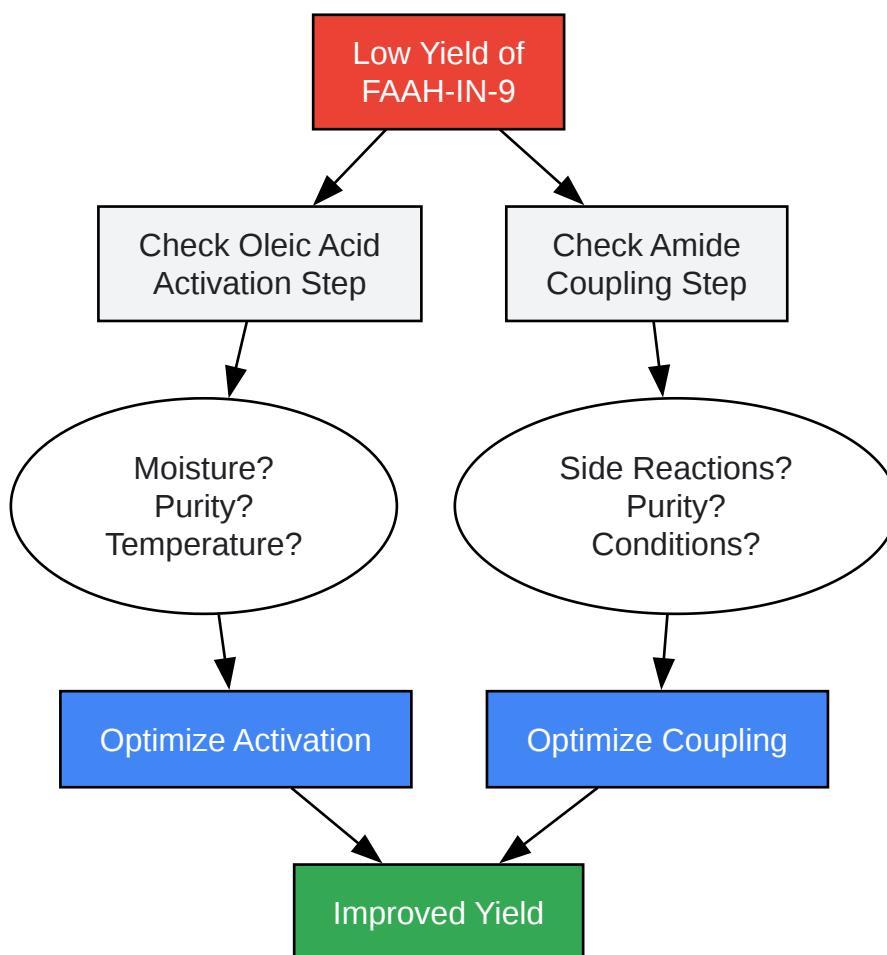 Low Yield of
FAAH-IN-9
Check Oleic Acid
Activation Step
Check Amide
Coupling Step
Moisture?
Purity?
Temperature?
Side Reactions?
Purity?
Conditions?
Optimize Activation
Optimize Coupling
Improved Yield